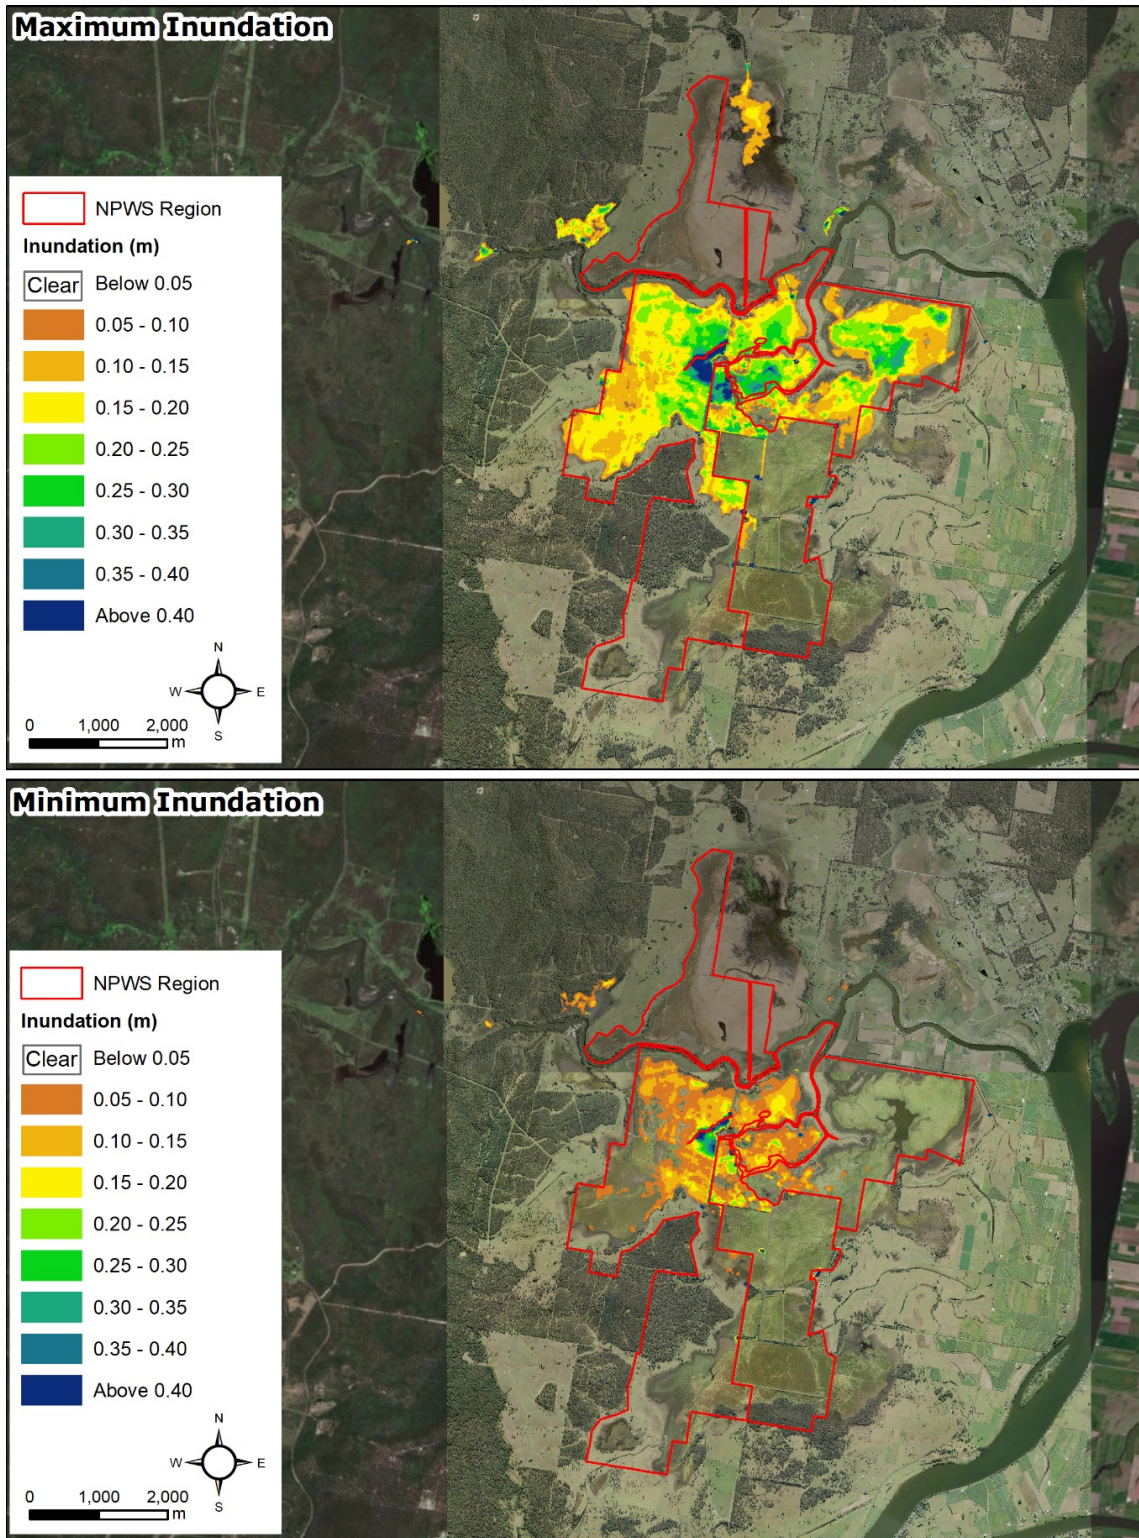 Maximum Inundation
NPWS Region
Inundation (m)
Clear Below 0.05
0.05 - 0.10
0.10 - 0.15
0.15 - 0.20
0.20 - 0.25
0.25 - 0.30
0.30 - 0.35
0.35 - 0.40
Above 0.40
N
W E
S
0 1,000 2,000
m
Minimum Inundation
NPWS Region
Inundation (m)
Clear Below 0.05
0.05 - 0.10
0.10 - 0.15
0.15 - 0.20
0.20 - 0.25
0.25 - 0.30
0.30 - 0.35
0.35 - 0.40
Above 0.40
N
W E
S
0 1,000 2,000
m